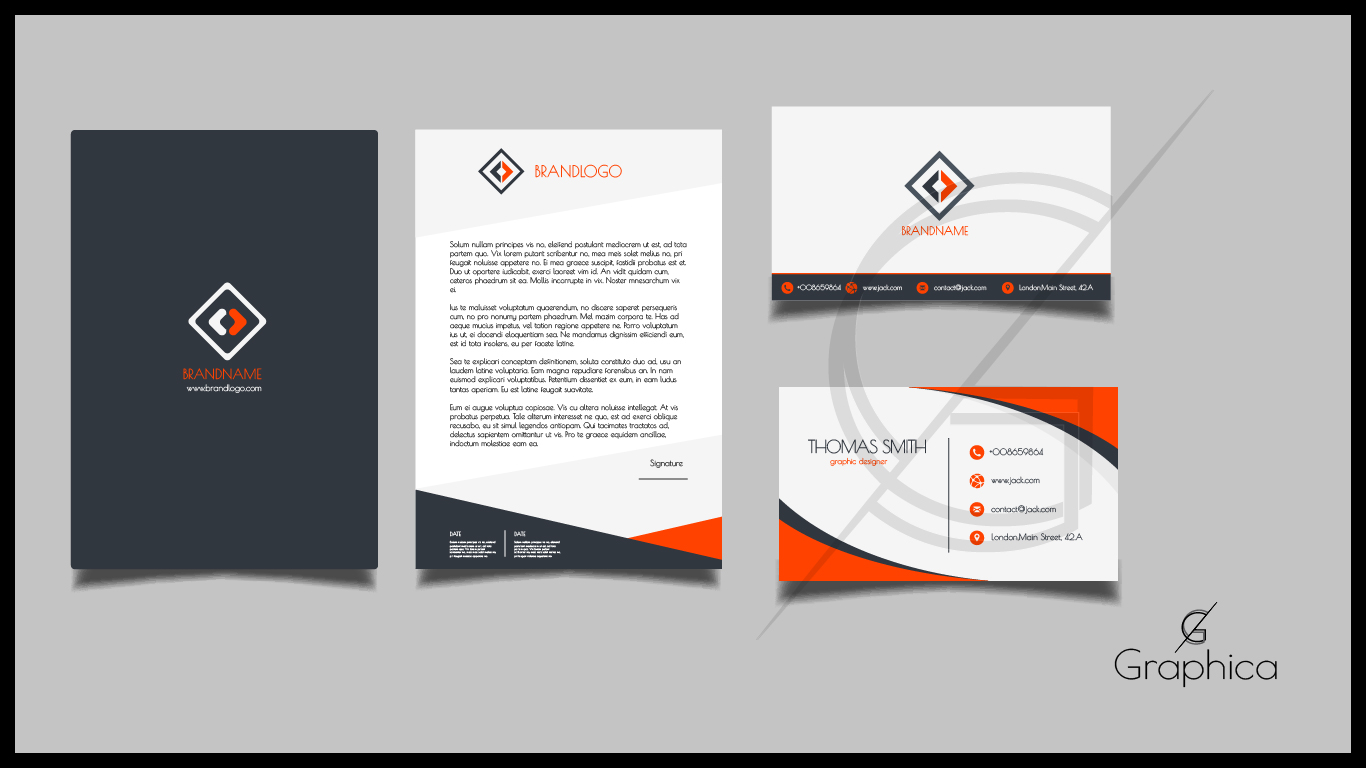 BRANDNAME
www.brandlogo.com
BRANDLOGO
Solum nullam principes vis no, eleifend postulant mediocrem ut est, ad tota
partem quo. Vix lorem putant scribentur no, mea meis solet melius no, pri
feugait noluisse appetere no. Ei mea graece suscipit, fastidii probatus est et.
Duo ut oportere iudicabit, exerci laoreet vim id. An vidit quidam cum,
ceteros phaedrum sit ea. Mollis incorrupte in vix. Noster mnesarchum vix
ei.
Ius te maluisset voluptatum quaerendum, no discere saperet persequeris
cum, no pro nonumy partem phaedrum. Mel mazim corpora te. Has ad
aeque mucius impetus, vel tation regione appetere ne. Porro voluptatum
ius ut, ei docendi eloquentiam sea. Ne mandamus dignissim efficiendi eum,
est id tota insolens, eu per facete latine.
Sea te explicari conceptam definitionem, soluta constituto duo ad, usu an
laudem latine voluptaria. Eam magna repudiare forensibus an. In nam
euismod explicari voluptatibus. Petentium dissentiet ex eum, in eam ludus
tantas aperiam. Eu est latine feugait suavitate.
Eum ei augue voluptua copiosae. Vis cu altera noluisse intellegat. At vis
probatus perpetua. Tale alterum interesset ne quo, est ad exerci oblique
recusabo, eu sit simul legendos antiopam. Qui tacimates tractatos ad,
delectus sapientem omittantur ut vis. Pro te graece equidem ancillae,
indoctum molestiae eam ea.
Signature
DATE
DATE
BRANDNAME
+008659864 www.jack.com contact@jack.com London,Main Street, 42.A
THOMAS SMITH
graphic designer
+008659864
www.jack.com
contact@jack.com
London,Main Street, 42.A
G
Graphica